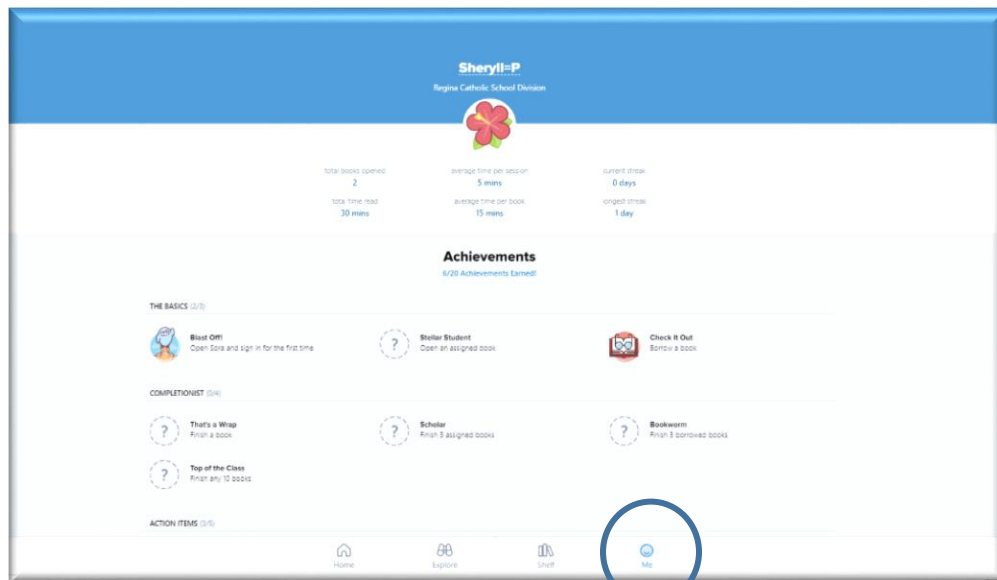 Sheryll=P
Regina Catholic School Division
total books opened average time per session current streak
2 5 mins 0 days
total time read average time per book longest streak
30 mins 15 mins 1 day
Achievements
6/20 Achievements Earned!
THE BASICS (2/3)
Blast Off! Stellar Student Check It Out
Open Sora and sign in for the first time ? Open an assigned book Borrow a book
COMPLETIONIST (0/4)
? That's a Wrap ? Scholar ? Bookworm
Finish a book Finish 3 assigned books Finish 3 borrowed books
? Top of the Class
Finish any 10 books
ACTION ITEMS (3/5)
Home Explore Shelf Me